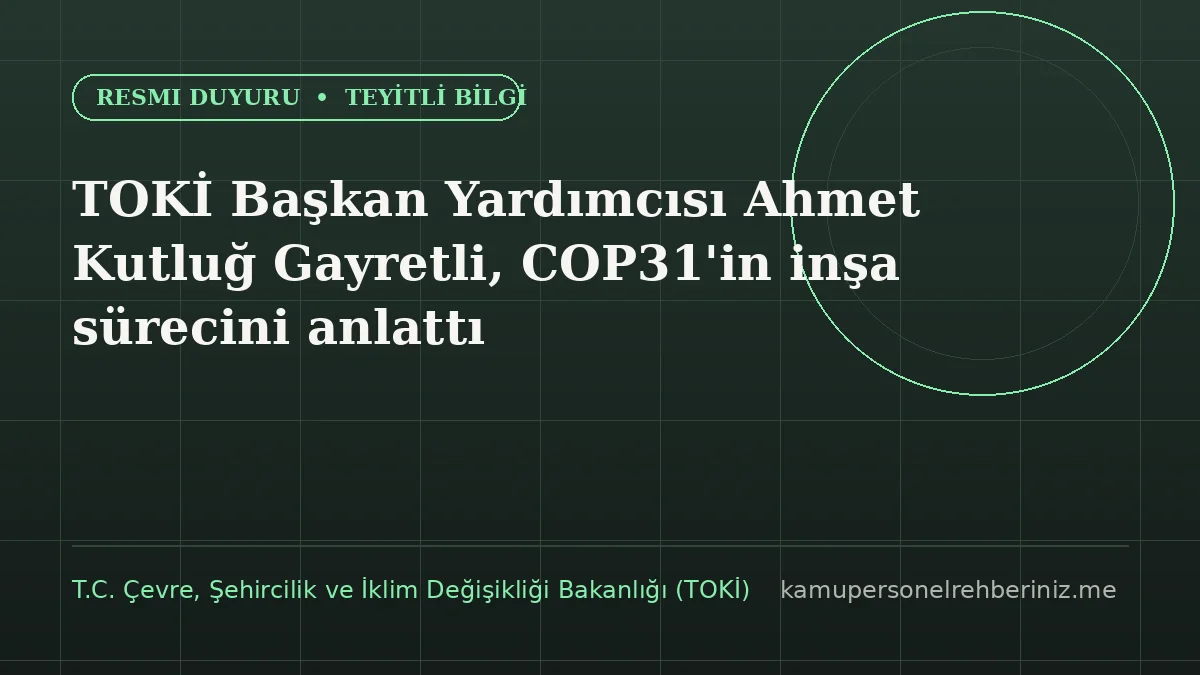 RESMI DUYURU • TEYİTLİ BİLGİ
TOKİ Başkan Yardımcısı Ahmet
Kutluğ Gayretli, COP31'in inşa
sürecini anlattı
T.C. Çevre, Şehircilik ve İklim Değişikliği Bakanlığı (TOKİ) kamupersonelrehberiniz.me